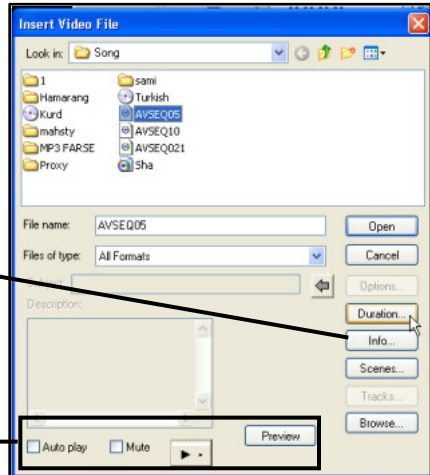 Insert Video File
Look in: Song
1
Hamarang
Kurd
mahsty
MP3 FARSE
Proxy
sami
Turkish
AVSEQ05
AVSEQ10
AVSEQ021
Sha
File name: AVSEQ05 Open
Files of type: All Formats Cancel
Subject: Options...
Description: Duration...
Info...
Scenes...
Tracks...
Browse...
Auto play Mute Preview